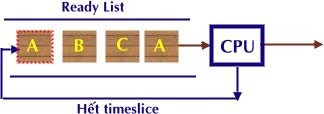 Ready List
A B C A CPU
Hết timeslice